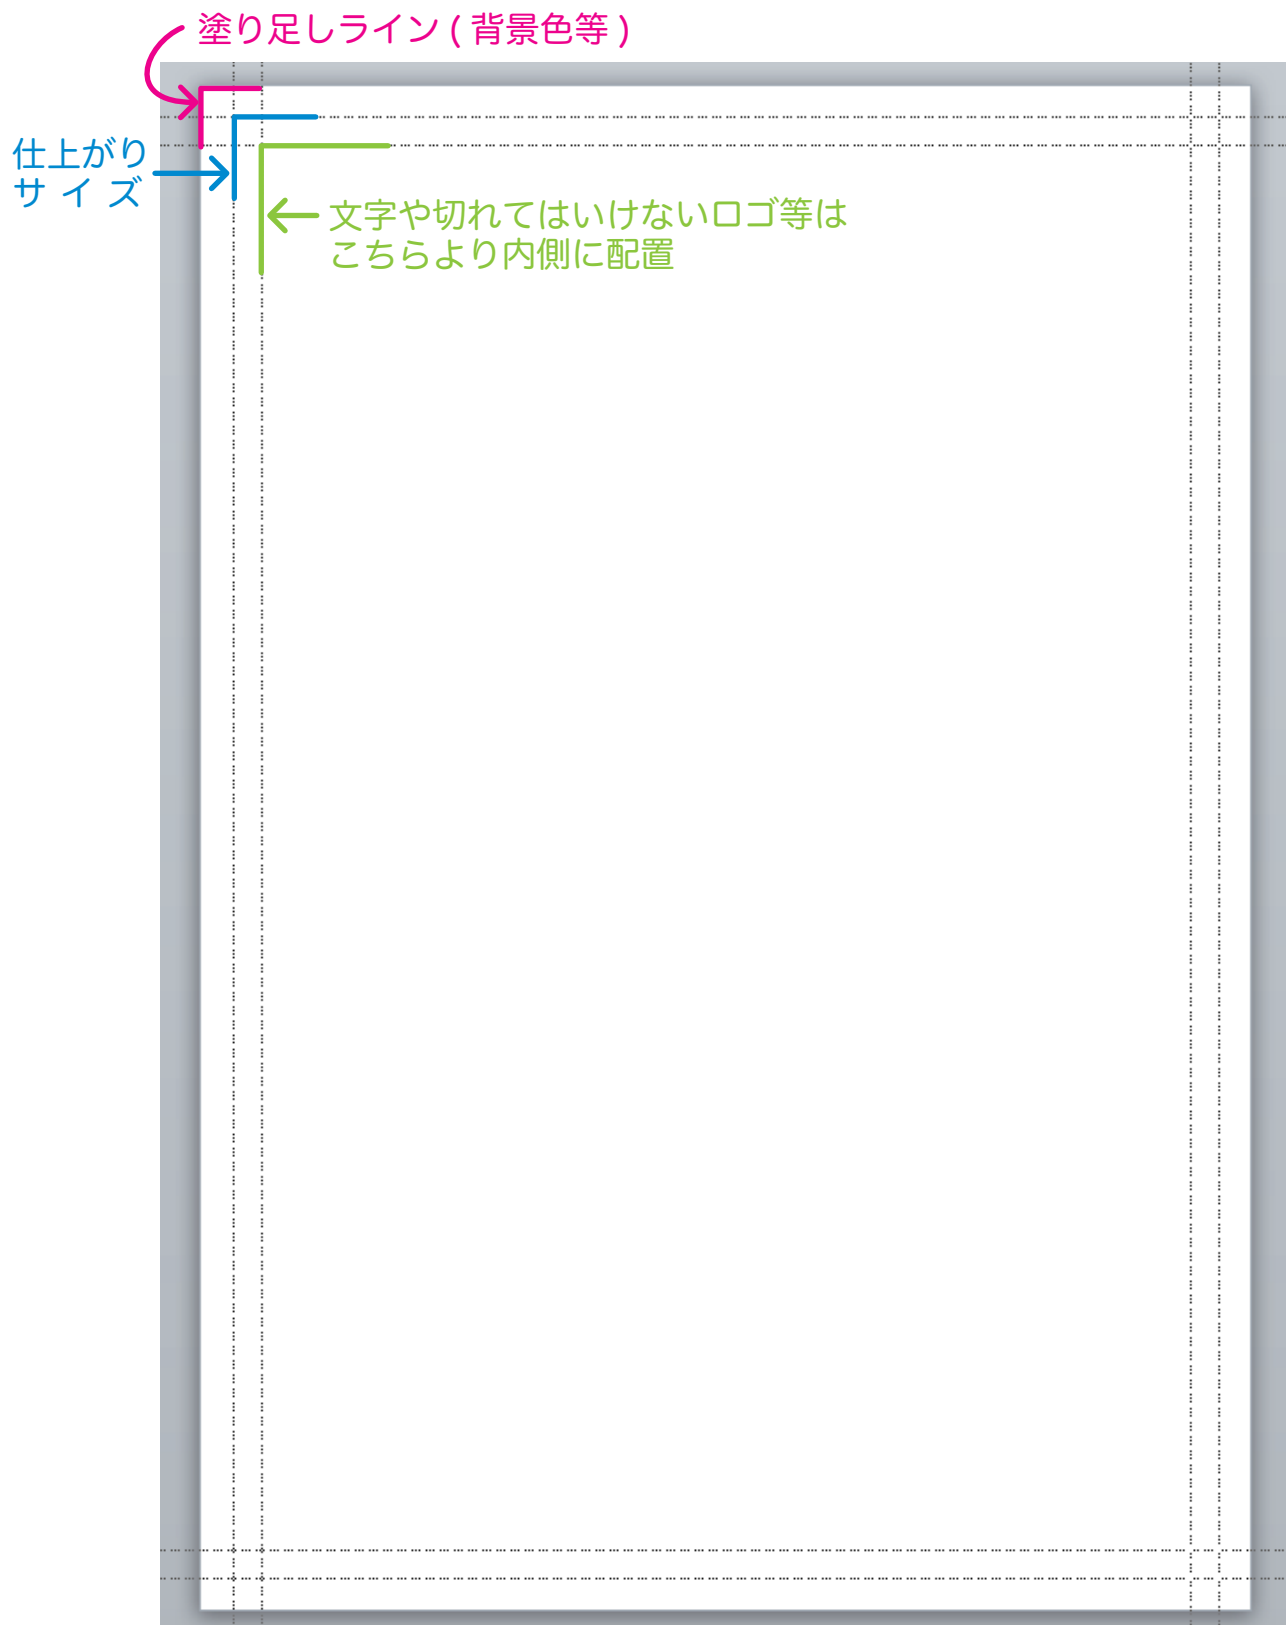 塗り足しライン ( 背景色等 )
仕上がり
サ イ ズ
文字や切れてはいけないロゴ等は
こちらより内側に配置